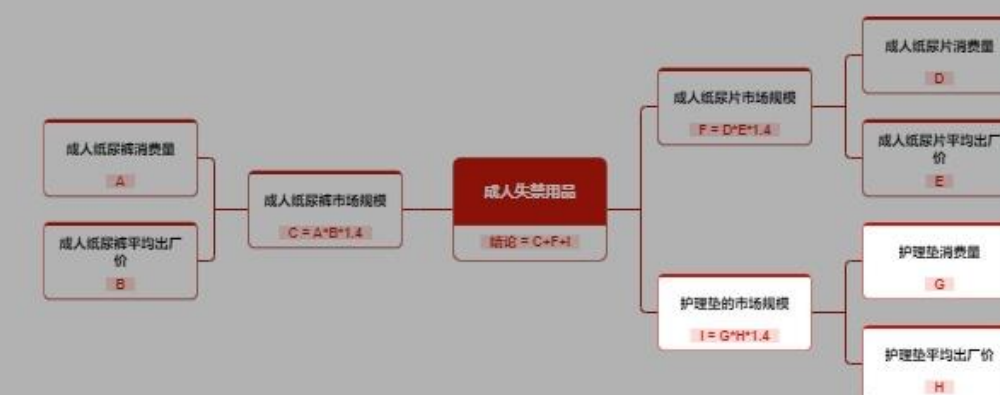 成人纸尿片消费量
D
成人纸尿片市场规模
F = D*E*1.4
成人纸尿片平均出厂
价
E
成人纸尿裤消费量
A
成人纸尿裤市场规模
C = A*B*1.4
成人纸尿裤平均出厂
价
B
成人失禁用品
结论 = C+F+I
护理垫消费量
G
护理垫的市场规模
I = G*H*1.4
护理垫平均出厂价
H